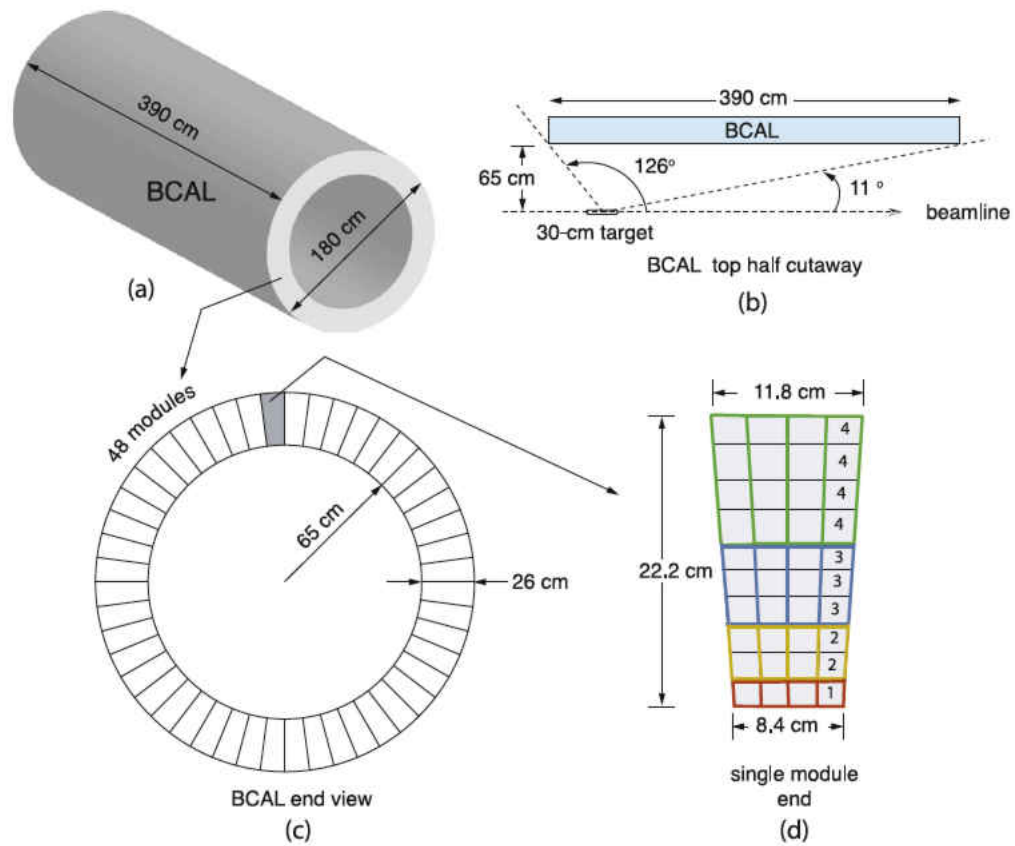 390 cm
BCAL
180 cm
(a)
390 cm
BCAL
65 cm
126°
11 °
beamline
30-cm target
BCAL top half cutaway
(b)
48 modules
65 cm
26 cm
BCAL end view
(c)
11.8 cm
4
4
4
4
22.2 cm
3
3
3
2
2
1
8.4 cm
single module
end
(d)